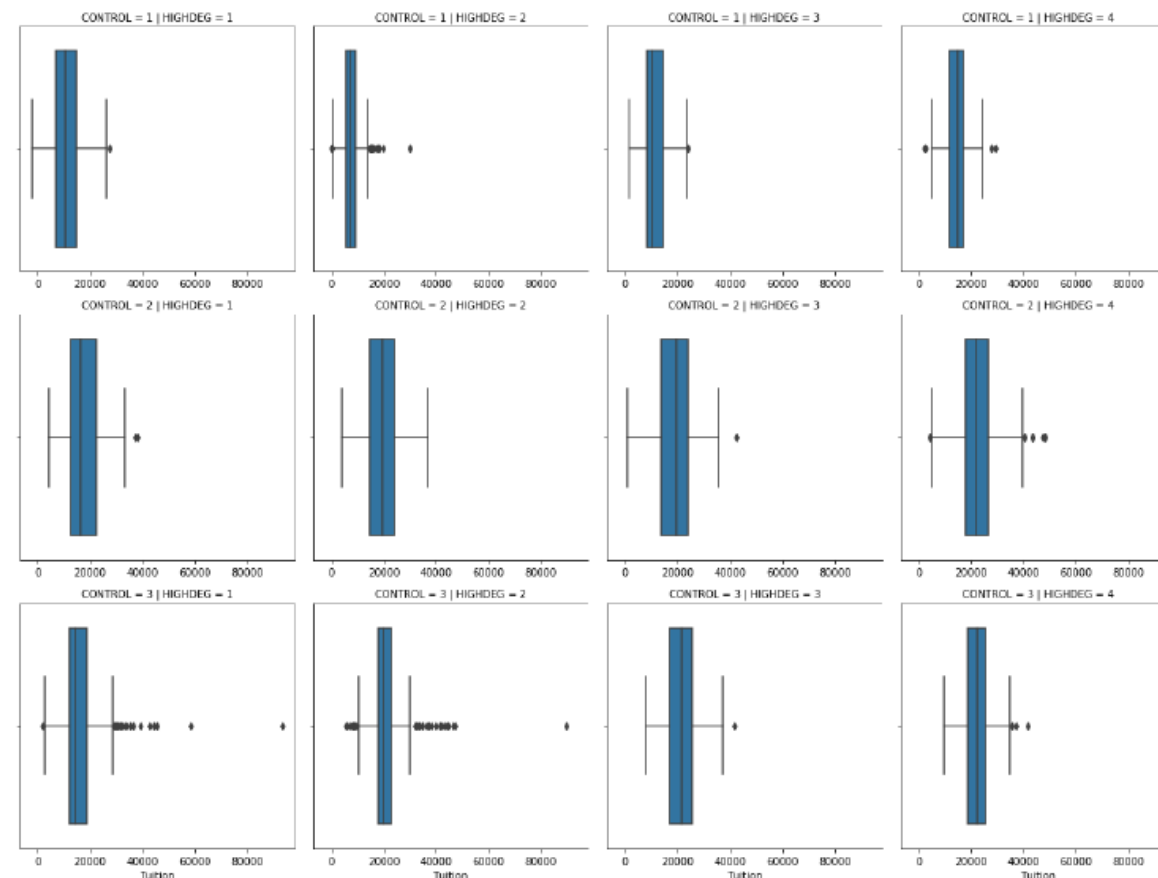 CONTROL = 1 | HIGHDEG = 1
CONTROL = 1 | HIGHDEG = 2
CONTROL = 1 | HIGHDEG = 3
CONTROL = 1 | HIGHDEG = 4
0 20000 40000 60000 80000
0 20000 40000 60000 80000
0 20000 40000 60000 80000
0 20000 40000 60000 80000
CONTROL = 2 | HIGHDEG = 1
CONTROL = 2 | HIGHDEG = 2
CONTROL = 2 | HIGHDEG = 3
CONTROL = 2 | HIGHDEG = 4
0 20000 40000 60000 80000
0 20000 40000 60000 80000
0 20000 40000 60000 80000
0 20000 40000 60000 80000
CONTROL = 3 | HIGHDEG = 1
CONTROL = 3 | HIGHDEG = 2
CONTROL = 3 | HIGHDEG = 3
CONTROL = 3 | HIGHDEG = 4
0 20000 40000 60000 80000
0 20000 40000 60000 80000
0 20000 40000 60000 80000
0 20000 40000 60000 80000
Tuition
Tuition
Tuition
Tuition